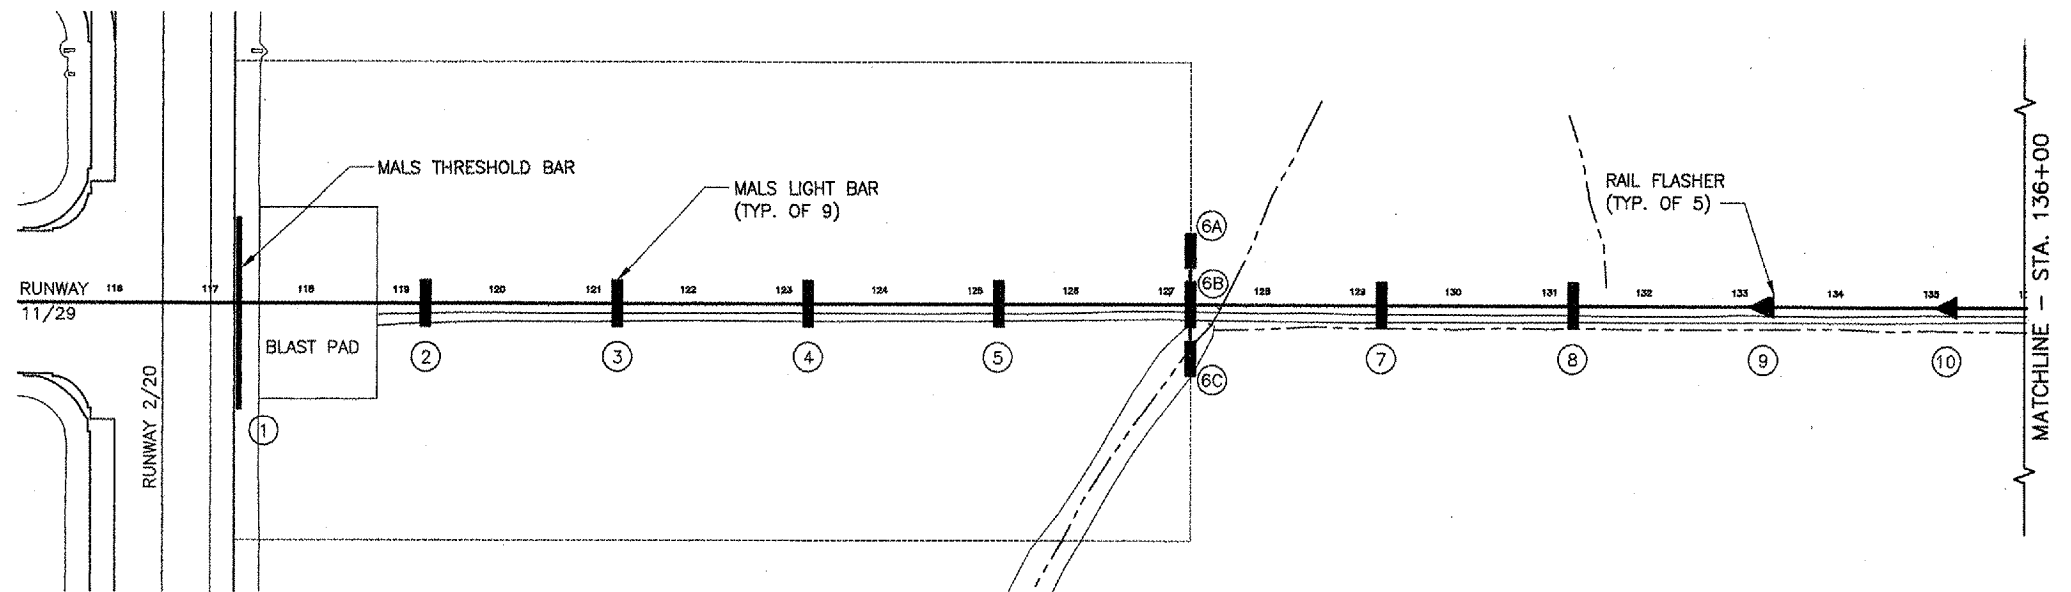 MALS THRESHOLD BAR
MALS LIGHT BAR
(TYP. OF 9)
RAIL FLASHER
(TYP. OF 5)
6A
6B
RUNWAY
11/29
116 117 118 119 120 121 122 123 124 125 126 127 128 129 130 131 132 133 134 135
BLAST PAD
2
3
4
5
7
8
9
10
6C
1
RUNWAY 2/20
MATCHLINE - STA. 136+00